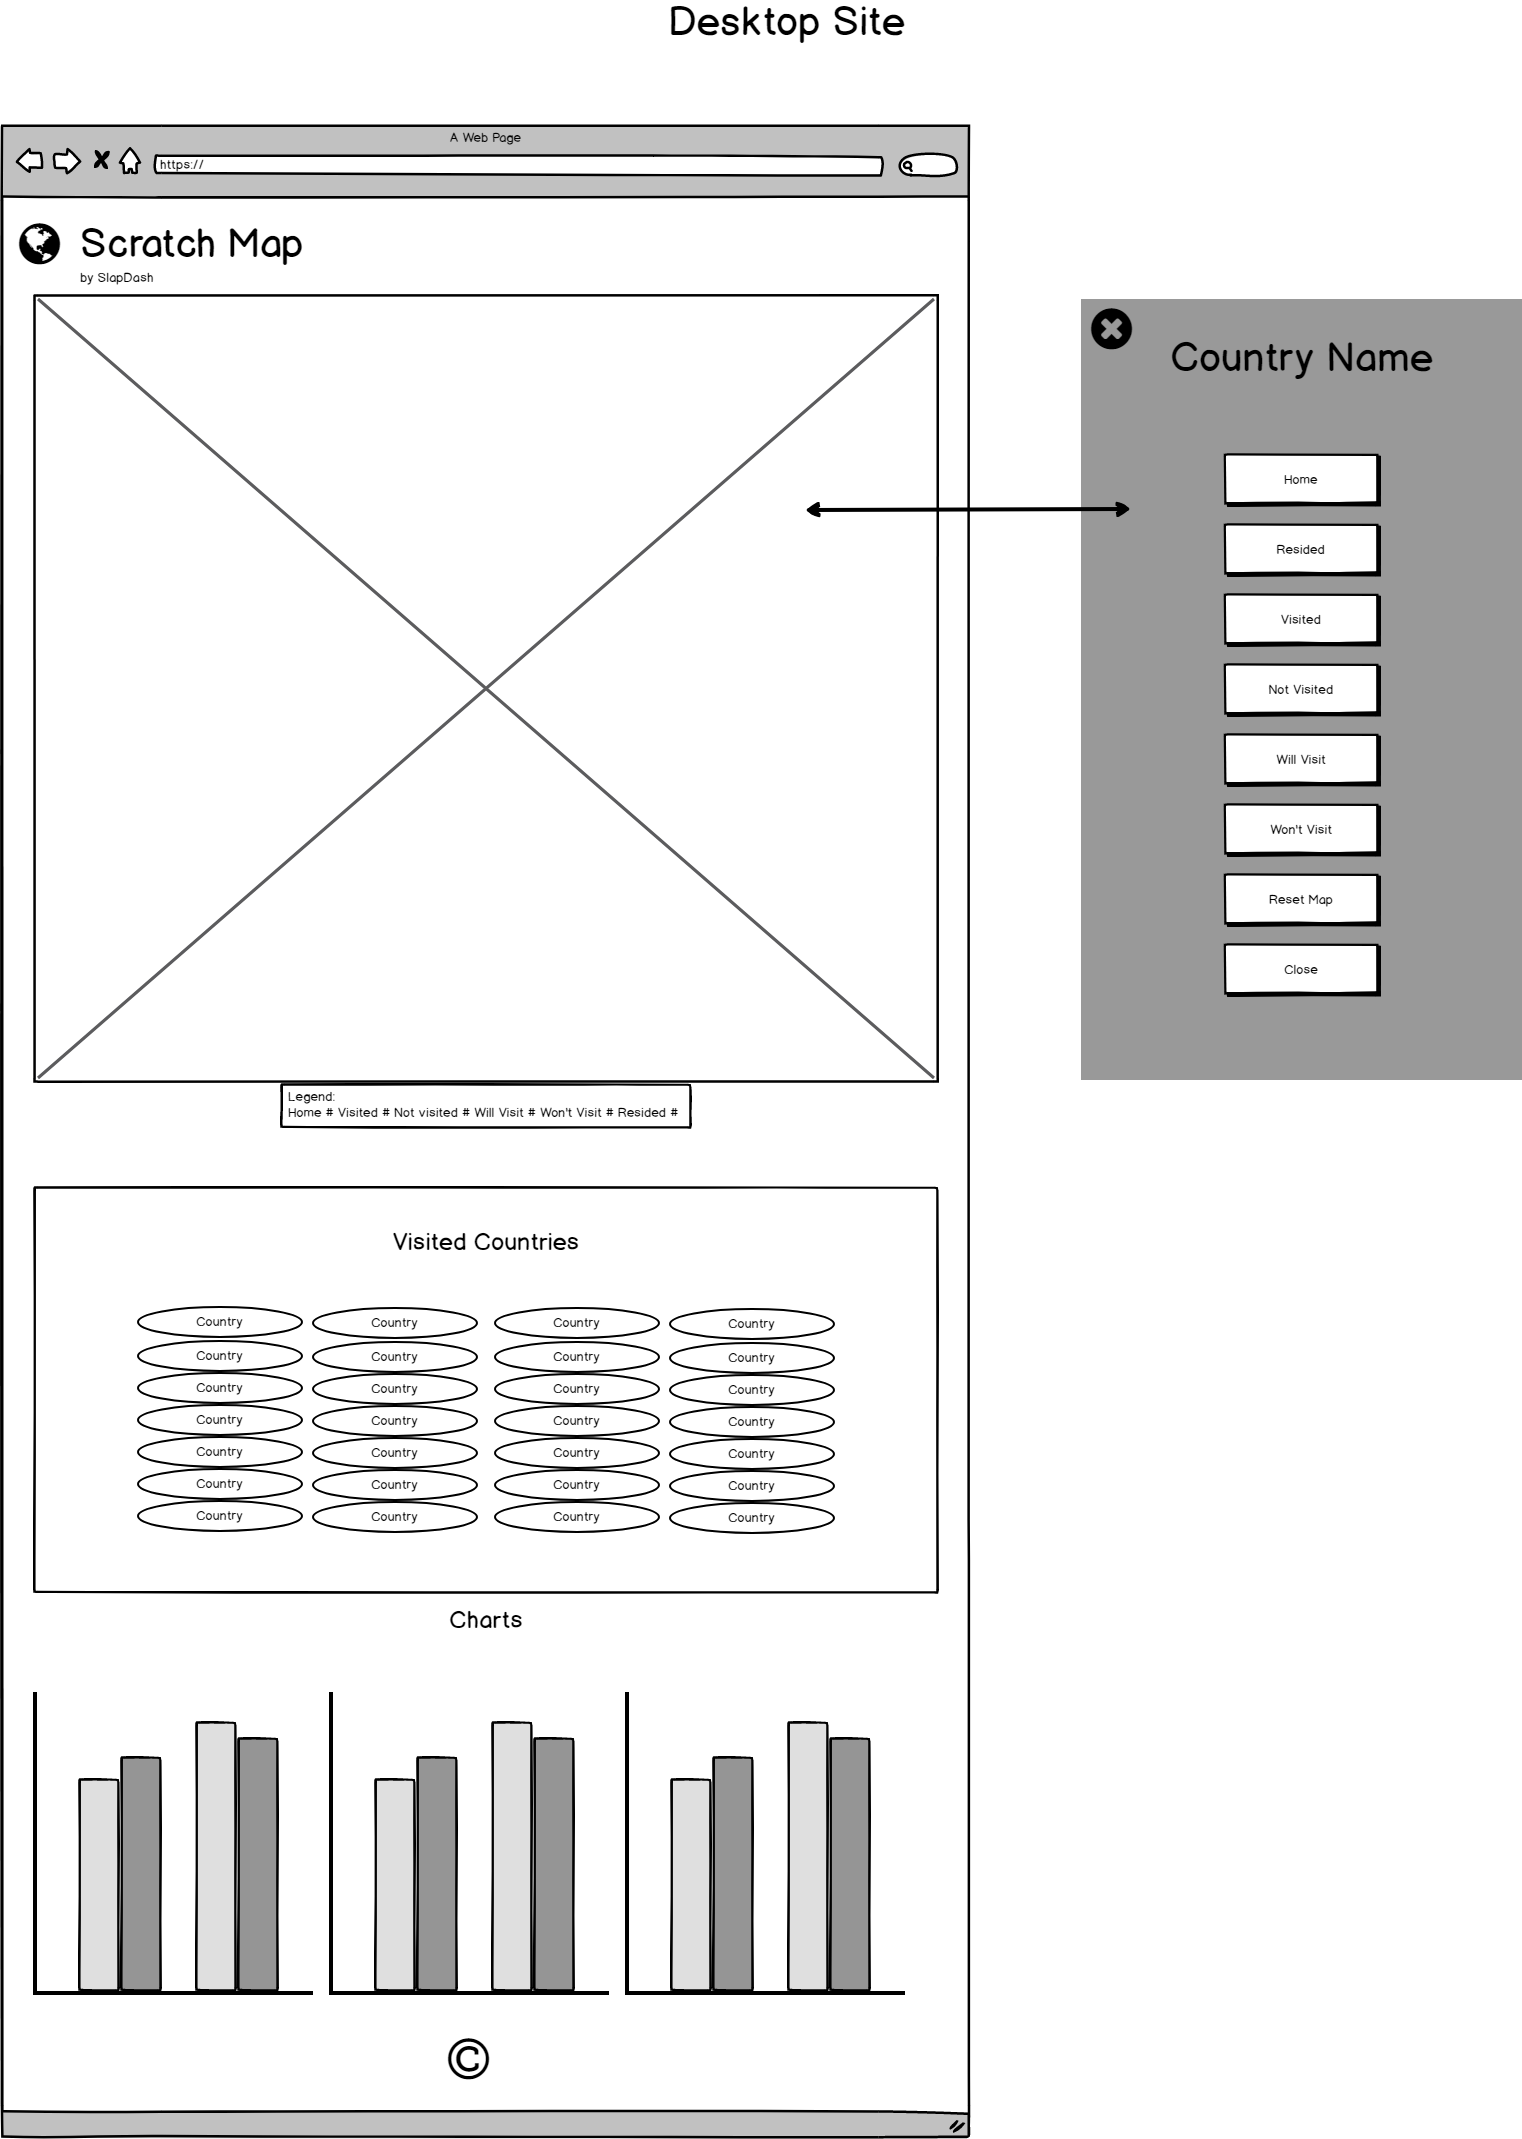 Desktop Site
A Web Page
https://
Scratch Map
by SlapDash
Country Name
Home
Resided
Visited
Not Visited
Will Visit
Won't Visit
Reset Map
Close
Legend:
Home # Visited # Not visited # Will Visit # Won't Visit # Resided #
Visited Countries
Country Country Country Country
Country Country Country Country
Country Country Country Country
Country Country Country Country
Country Country Country Country
Country Country Country Country
Country Country Country Country
Charts
©